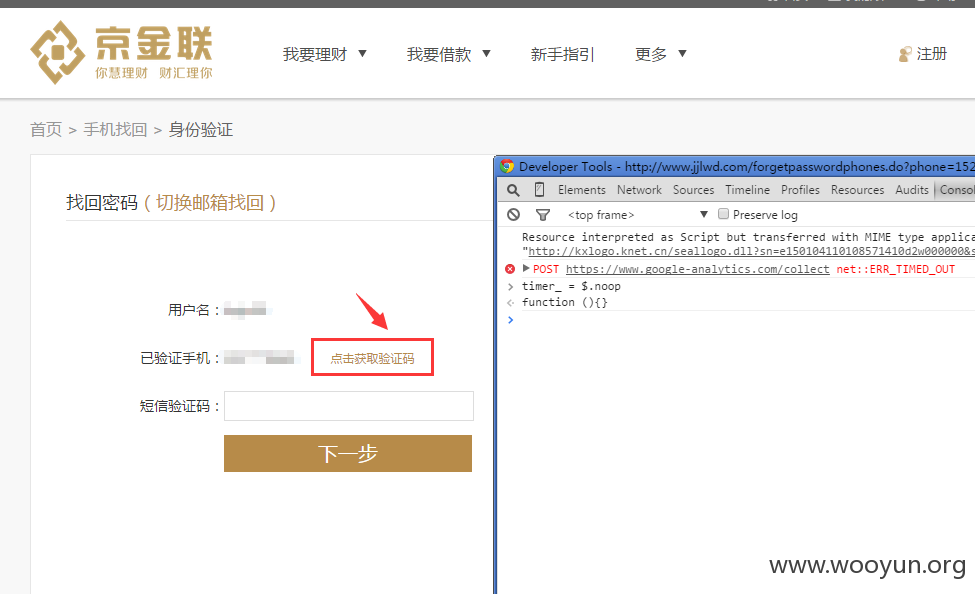 京金联
你慧理财 财汇理你
我要理财 ▼
我要借款 ▼
新手指引
更多 ▼
注册
首页 > 手机找回 > 身份验证
找回密码 ( 切换邮箱找回 )
用户名：
已验证手机：
点击获取验证码
短信验证码：
下一步
Developer Tools - http://www.jjlwd.com/forgetpasswordphones.do?phone=152
Elements Network Sources Timeline Profiles Resources Audits Consol
<top frame> ▼ Preserve log
Resource interpreted as Script but transferred with MIME type applica
"http://kxlogo.knet.cn/seallogo.dll?sn=e150104110108571410d2w000000&s
POST https://www.google-analytics.com/collect net::ERR_TIMED_OUT
timer_ = $.noop
function (){}
www.wooyun.org